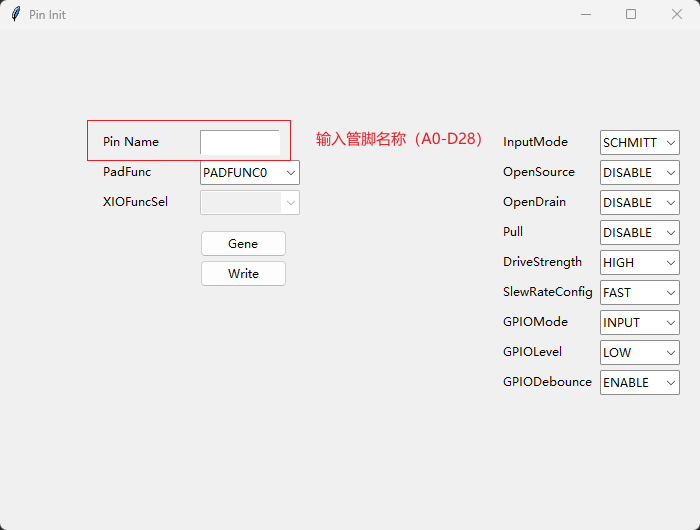 Pin Init
Pin Name
输入管脚名称（A0-D28）
PadFunc PADFUNC0
XIOFuncSel
Gene
Write
InputMode SCHMITT
OpenSource DISABLE
OpenDrain DISABLE
Pull DISABLE
DriveStrength HIGH
SlewRateConfig FAST
GPIOMode INPUT
GPIOLevel LOW
GPIODebounce ENABLE